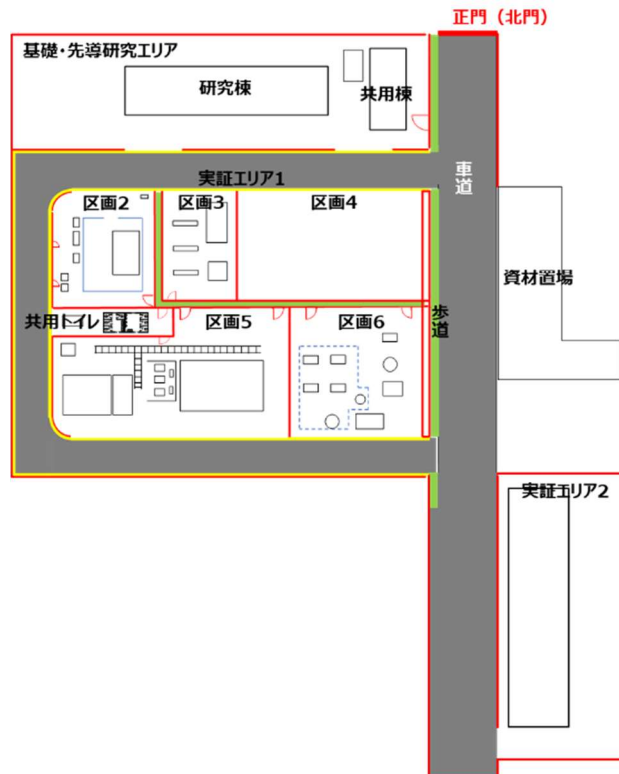 正門（北門）
基礎・先導研究エリア
研究棟
共用棟
実証エリア1
車道
区画2
区画3
区画4
資材置場
共用トイレ
区画5
区画6
歩道
実証エリア2